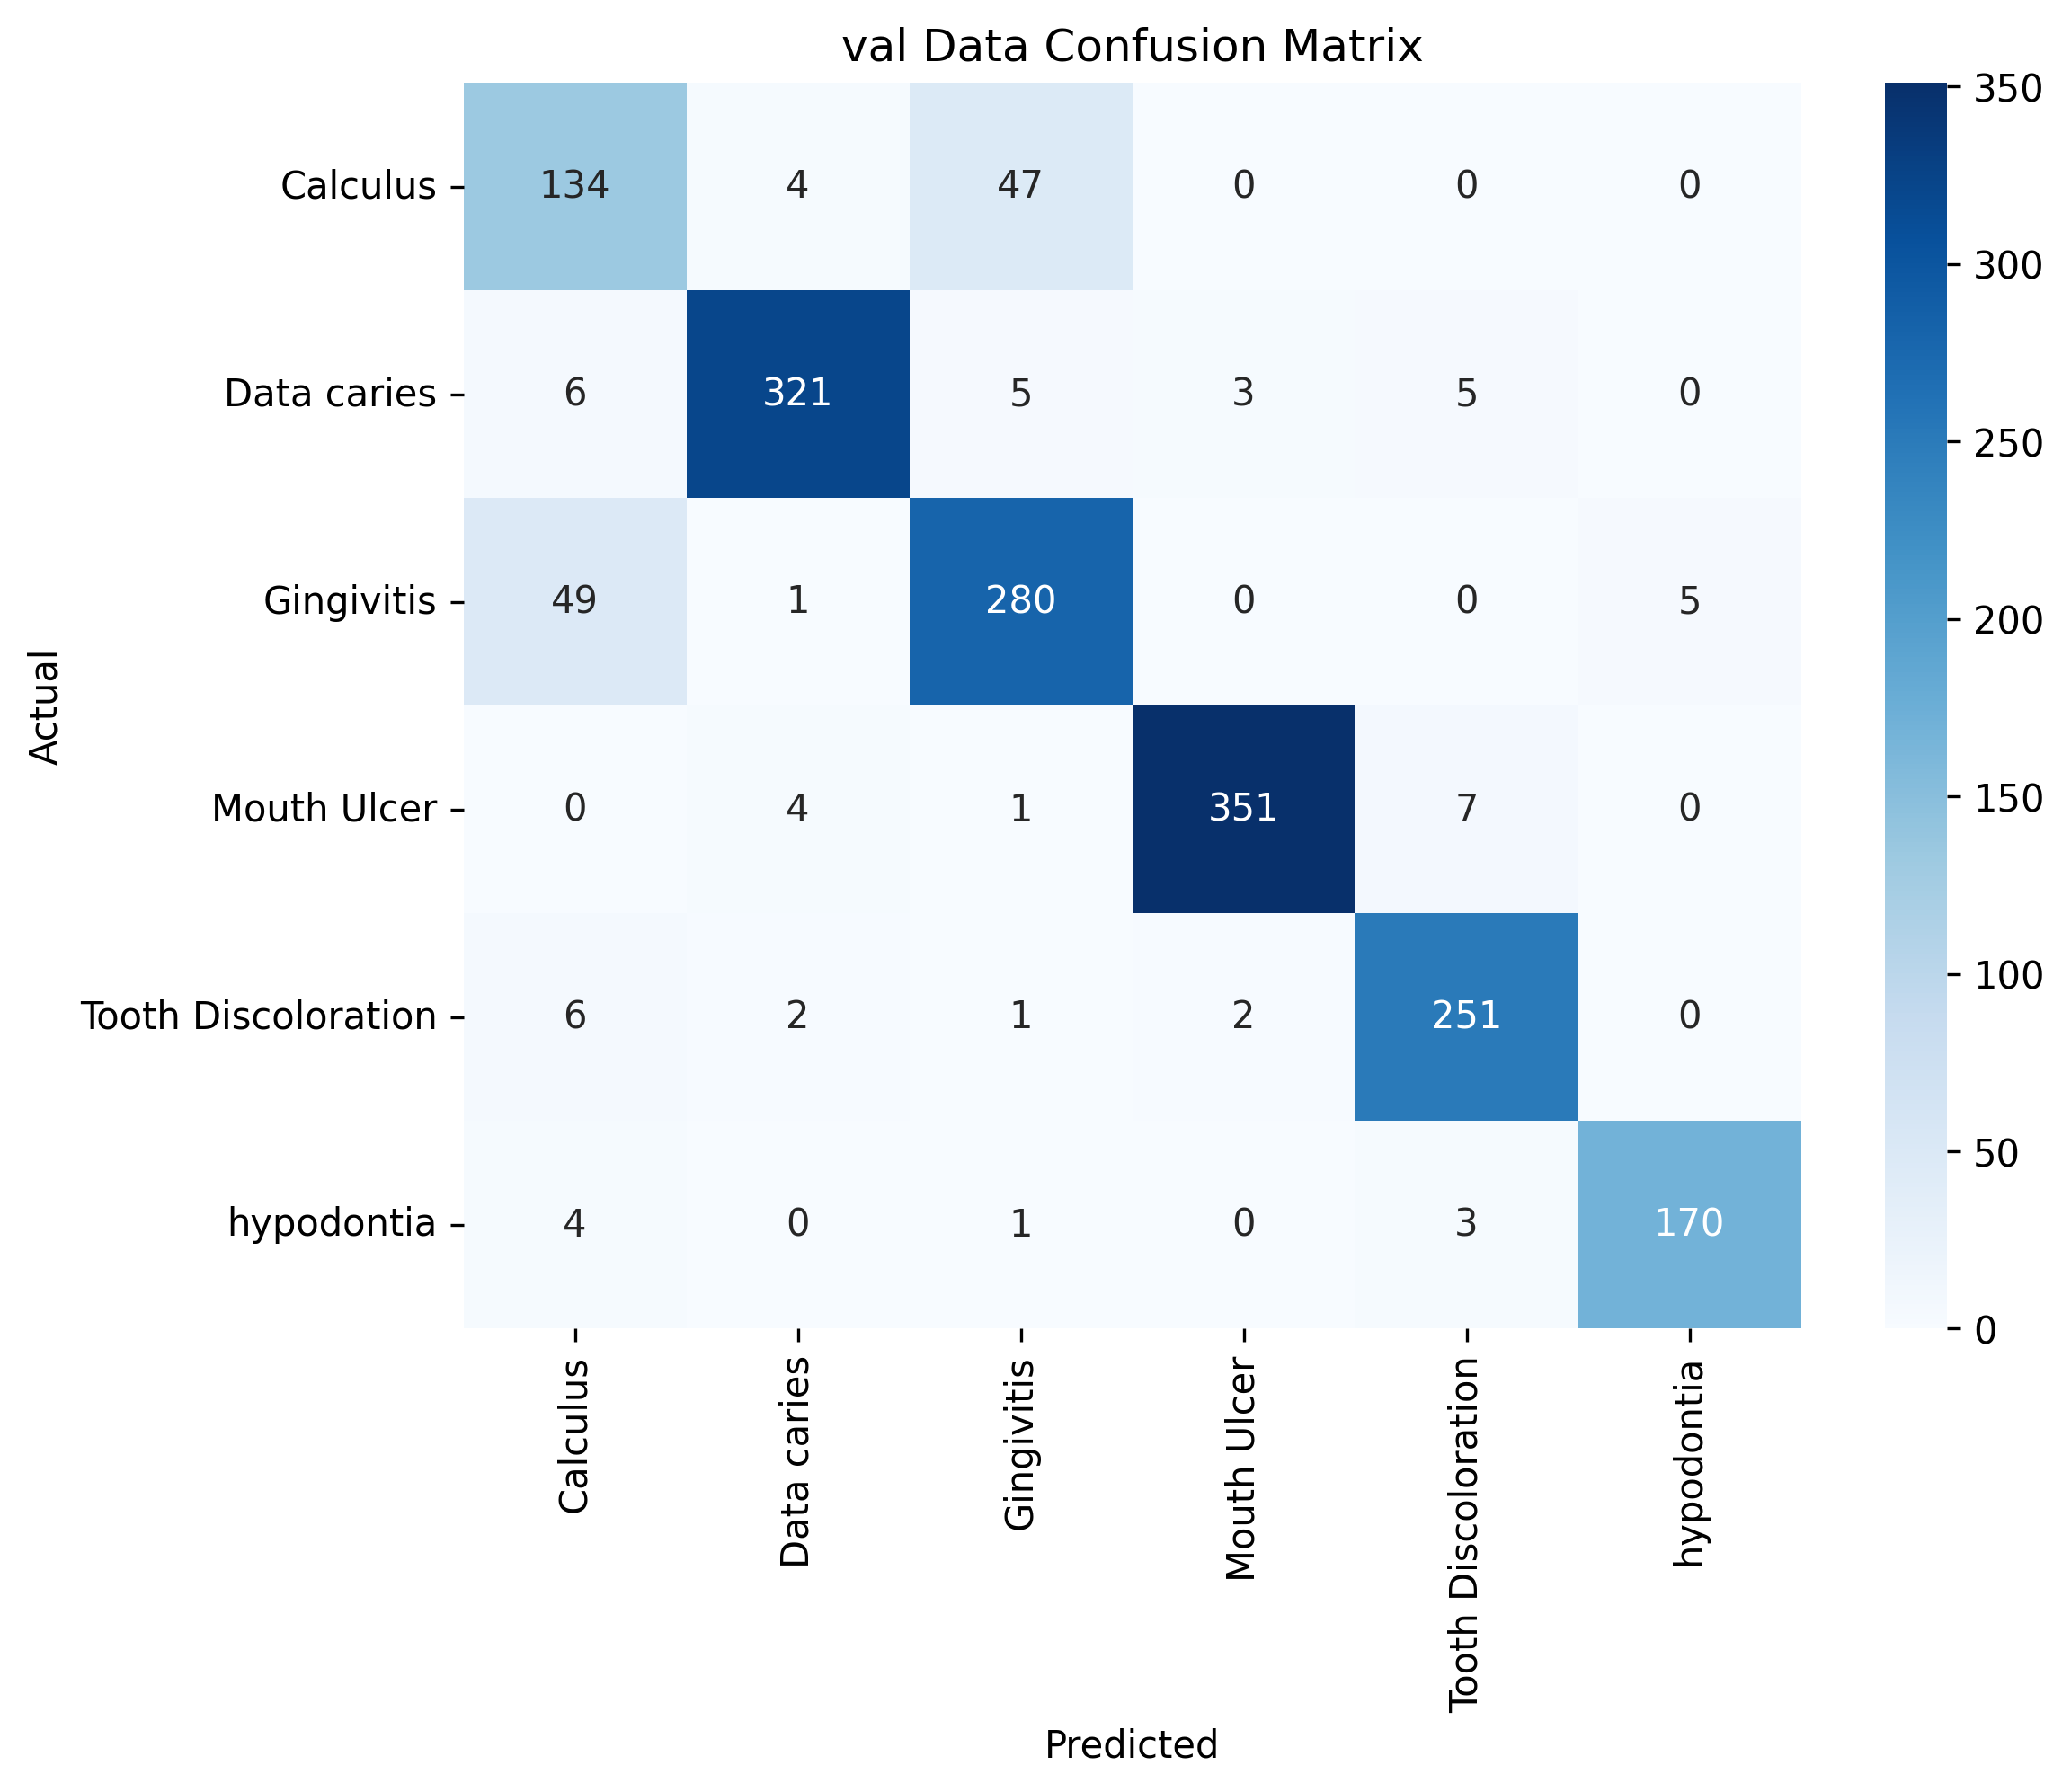 val Data Confusion Matrix
Actual
Calculus 134 4 47 0 0 0
Data caries 6 321 5 3 5 0
Gingivitis 49 1 280 0 0 5
Mouth Ulcer 0 4 1 351 7 0
Tooth Discoloration 6 2 1 2 251 0
hypodontia 4 0 1 0 3 170
Calculus
Data caries
Gingivitis
Mouth Ulcer
Tooth Discoloration
hypodontia
Predicted
350
300
250
200
150
100
50
0